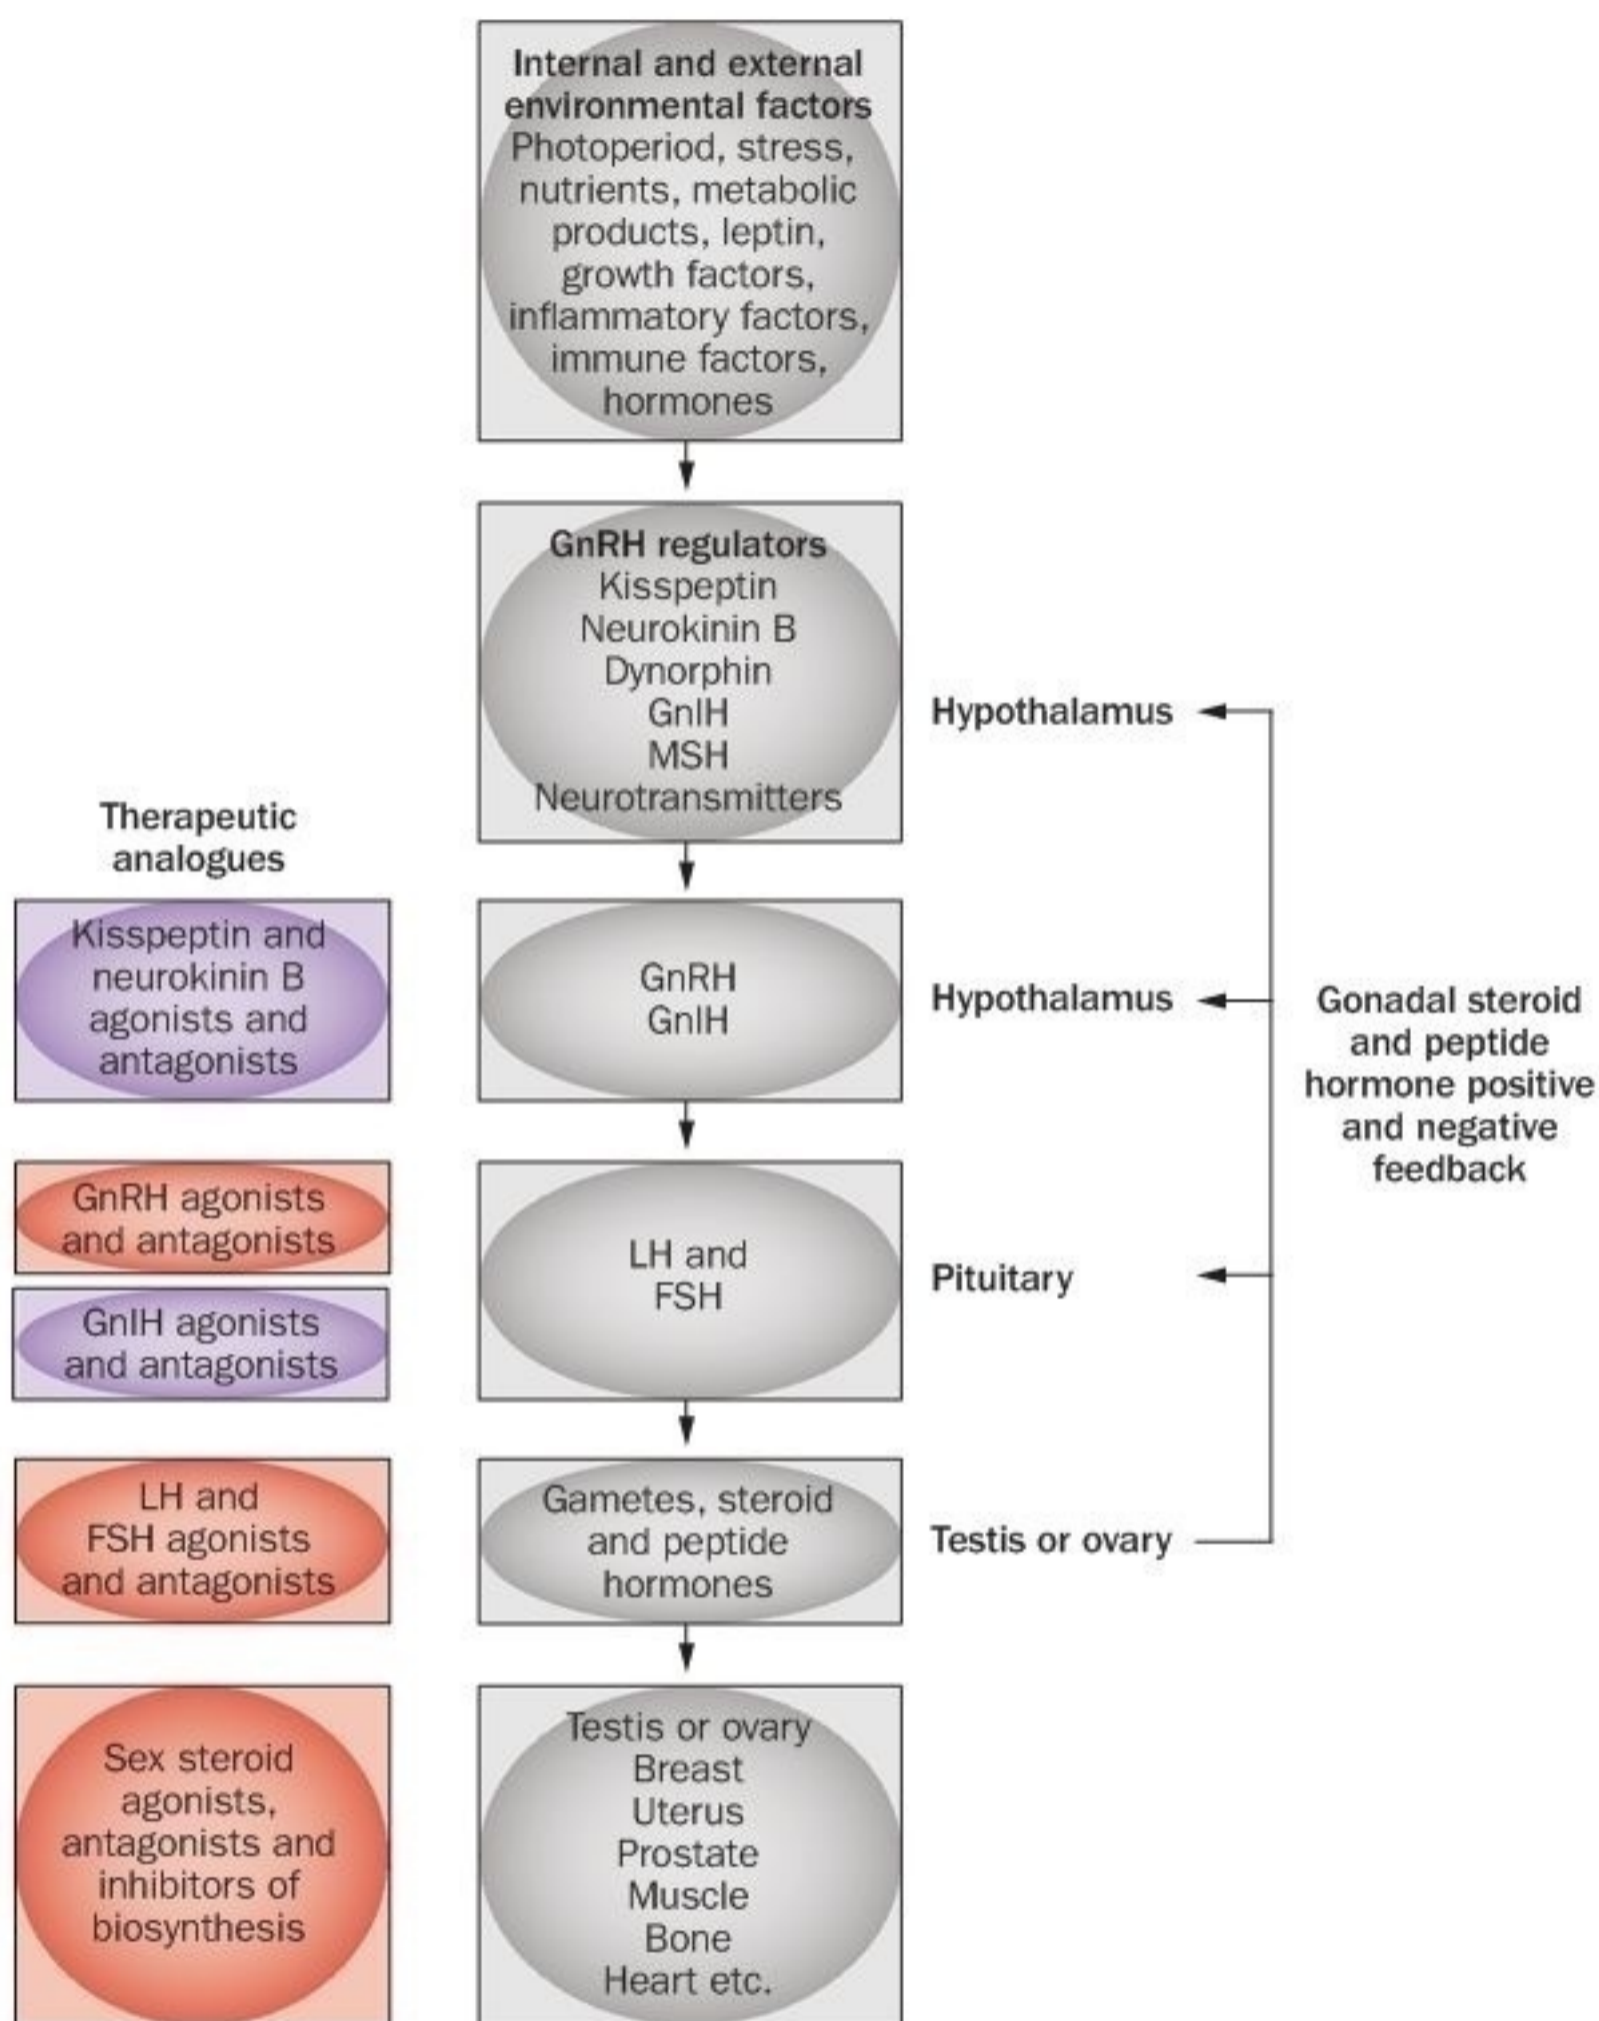 Internal and external
environmental factors
Photoperiod, stress,
nutrients, metabolic
products, leptin,
growth factors,
inflammatory factors,
immune factors,
hormones
GnRH regulators
Kisspeptin
Neurokinin B
Dynorphin
GnIH
MSH
Neurotransmitters
Hypothalamus
Therapeutic
analogues
Kisspeptin and
neurokinin B
agonists and
antagonists
GnRH
GnIH
Hypothalamus
Gonadal steroid
and peptide
hormone positive
and negative
feedback
GnRH agonists
and antagonists
GnIH agonists
and antagonists
LH and
FSH
Pituitary
LH and
FSH agonists
and antagonists
Gametes, steroid
and peptide
hormones
Testis or ovary
Sex steroid
agonists,
antagonists and
inhibitors of
biosynthesis
Testis or ovary
Breast
Uterus
Prostate
Muscle
Bone
Heart etc.